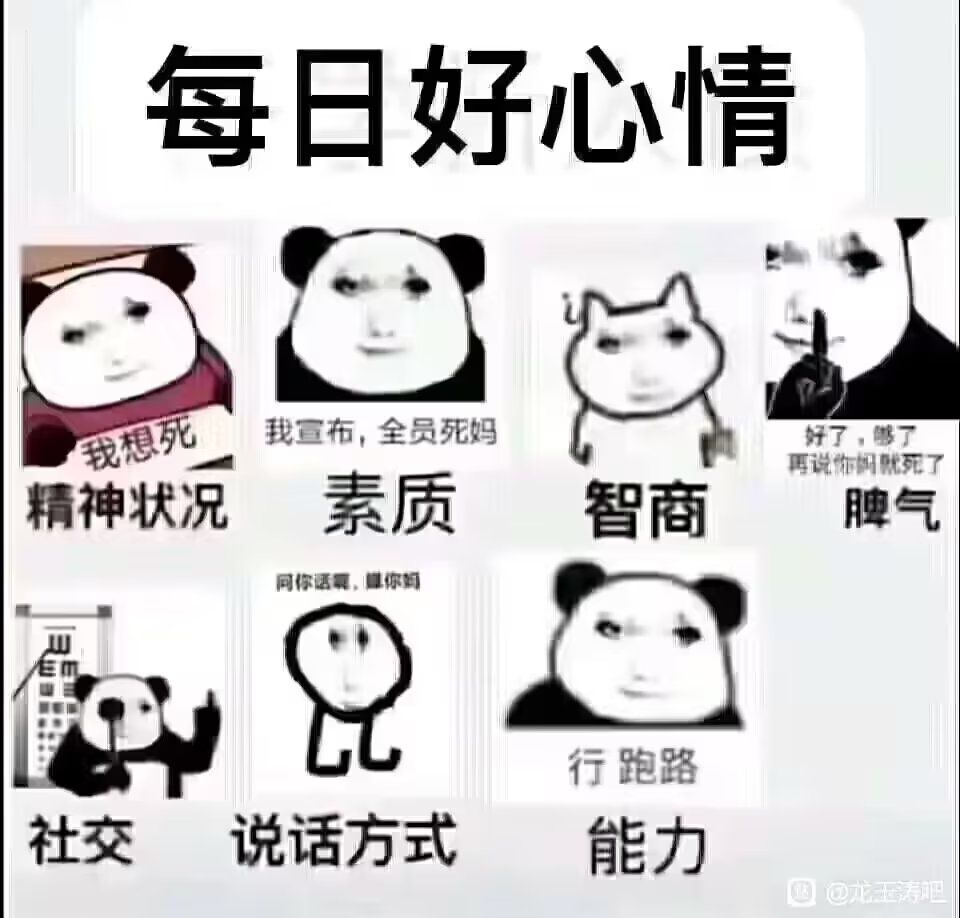 每日好心情
我想死
精神状况
我宣布，全员死妈
素质
智商
好了，够了
再说你妈就死了
脾气
社交
问你话呢，
你妈
说话方式
行 跑路
能力
@龙玉涛吧